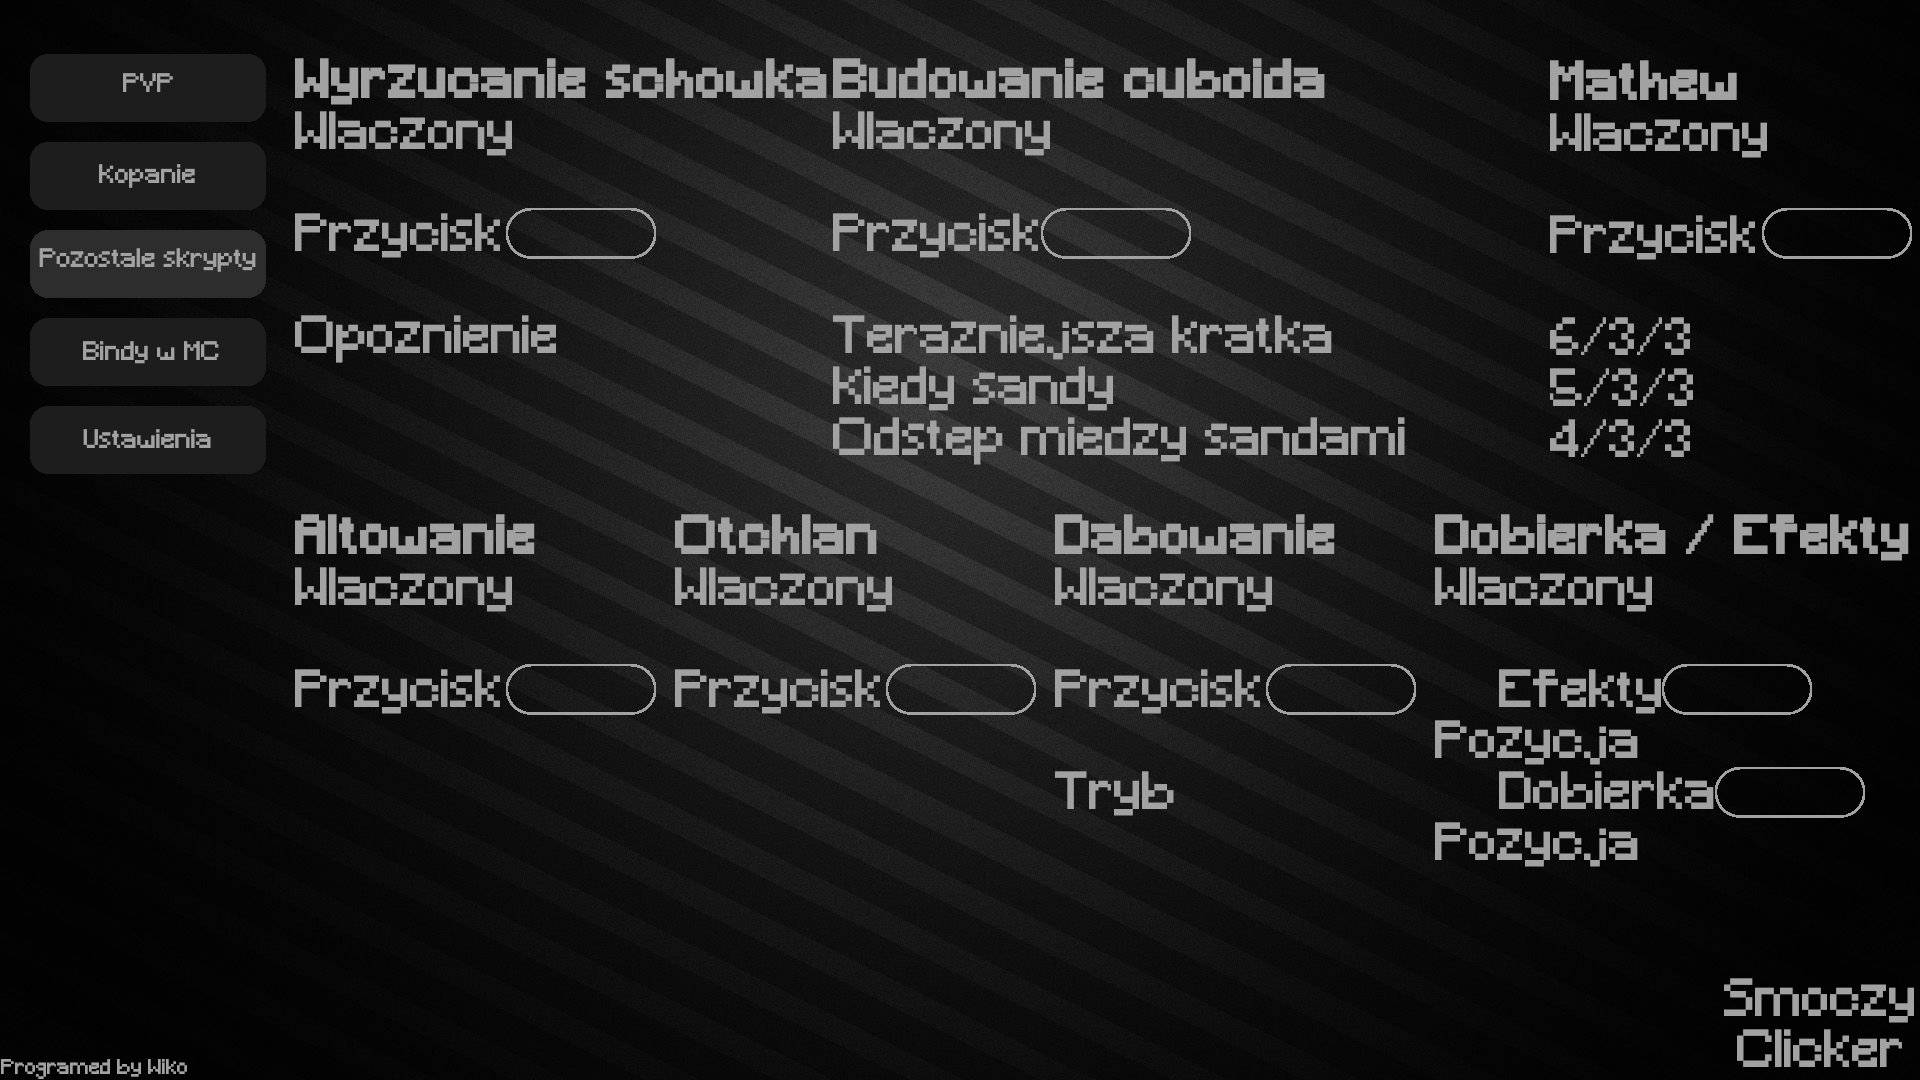 PVP
Kopanie
Pozostale skrypty
Bindy w MC
Ustawienia
Wyrzucanie schowka
Wlaczony
Przycisk
Opoznienie
Budowanie cuboida
Wlaczony
Przycisk
Terazniejsza kratka
Kiedy sandy
Odstep miedzy sandami
Mathew
Wlaczony
Przycisk
6/3/3
5/3/3
4/3/3
Altowanie
Wlaczony
Przycisk
Otchlan
Wlaczony
Przycisk
Dabowanie
Wlaczony
Przycisk
Tryb
Dobierka / Efekty
Wlaczony
Efekty
Pozycja
Dobierka
Pozycja
Smoczy
Clicker
Programed by Wiko